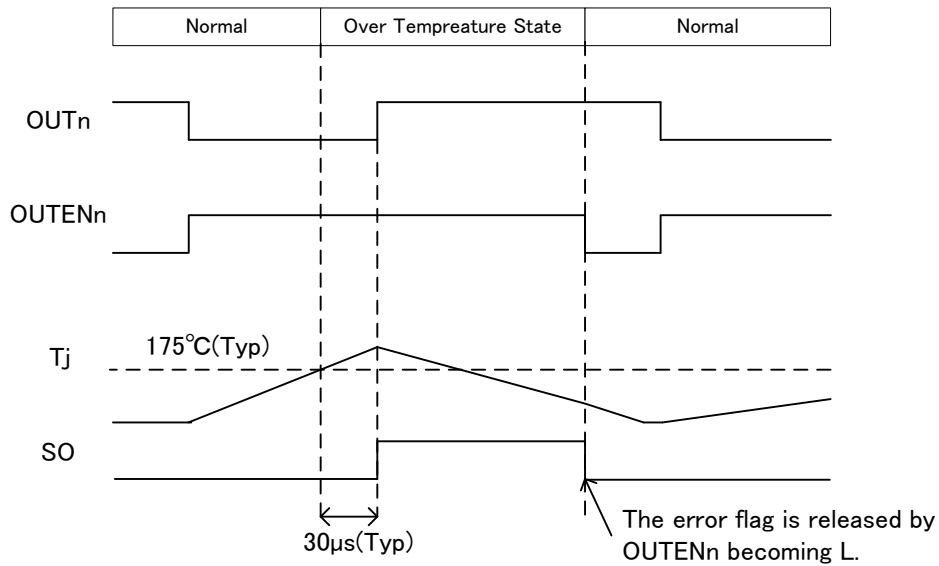 Normal
Over Tempreature State
Normal
OUTn
OUTENn
175℃(Typ)
Tj
SO
30μs(Typ)
The error flag is released by
OUTENn becoming L.